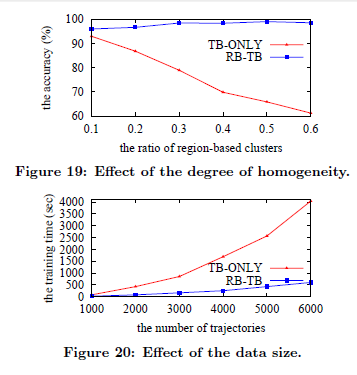 100
90
80
70
60
the accuracy (%)
TB-ONLY
RB-TB
0.1 0.2 0.3 0.4 0.5 0.6
the ratio of region-based clusters
Figure 19: Effect of the degree of homogeneity.
4000
3500
3000
2500
2000
1500
1000
500
0
the training time (sec)
TB-ONLY
RB-TB
1000 2000 3000 4000 5000 6000
the number of trajectories
Figure 20: Effect of the data size.